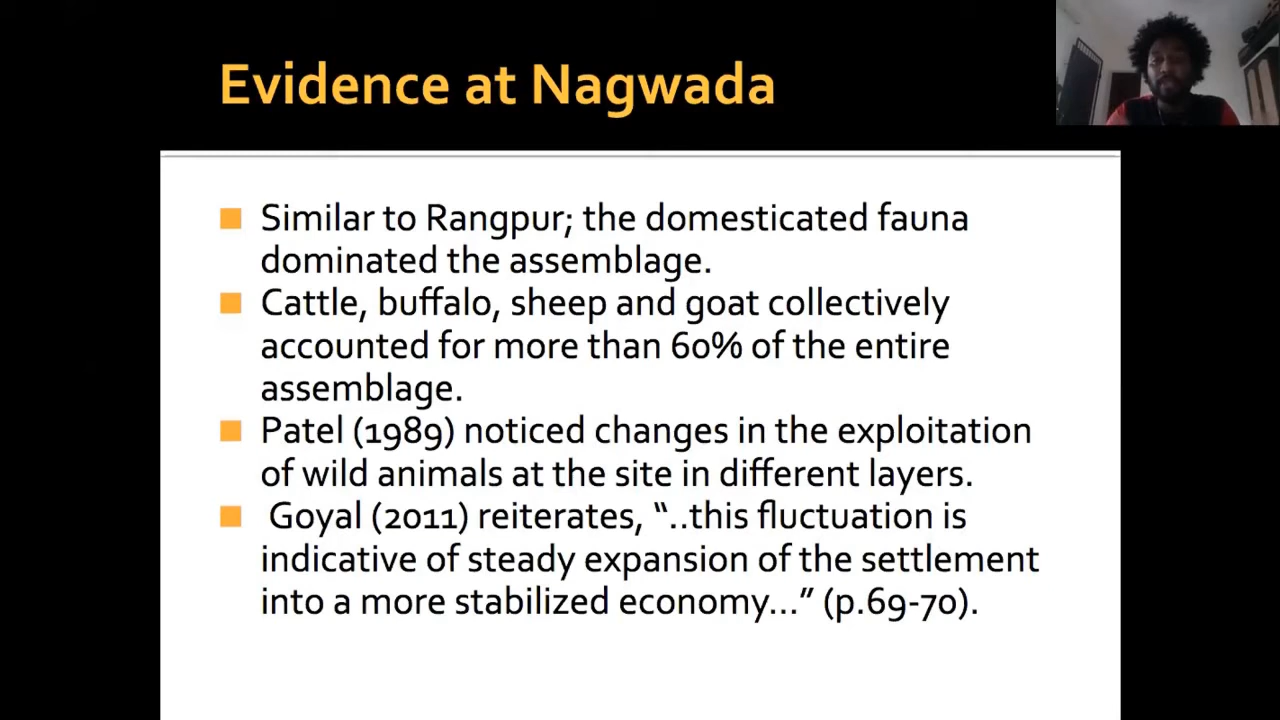 Evidence at Nagwada
Similar to Rangpur; the domesticated fauna
dominated the assemblage.
Cattle, buffalo, sheep and goat collectively
accounted for more than 60% of the entire
assemblage.
Patel (1989) noticed changes in the exploitation
of wild animals at the site in different layers.
Goyal (2011) reiterates, “..this fluctuation is
indicative of steady expansion of the settlement
into a more stabilized economy...” (p.69-70).